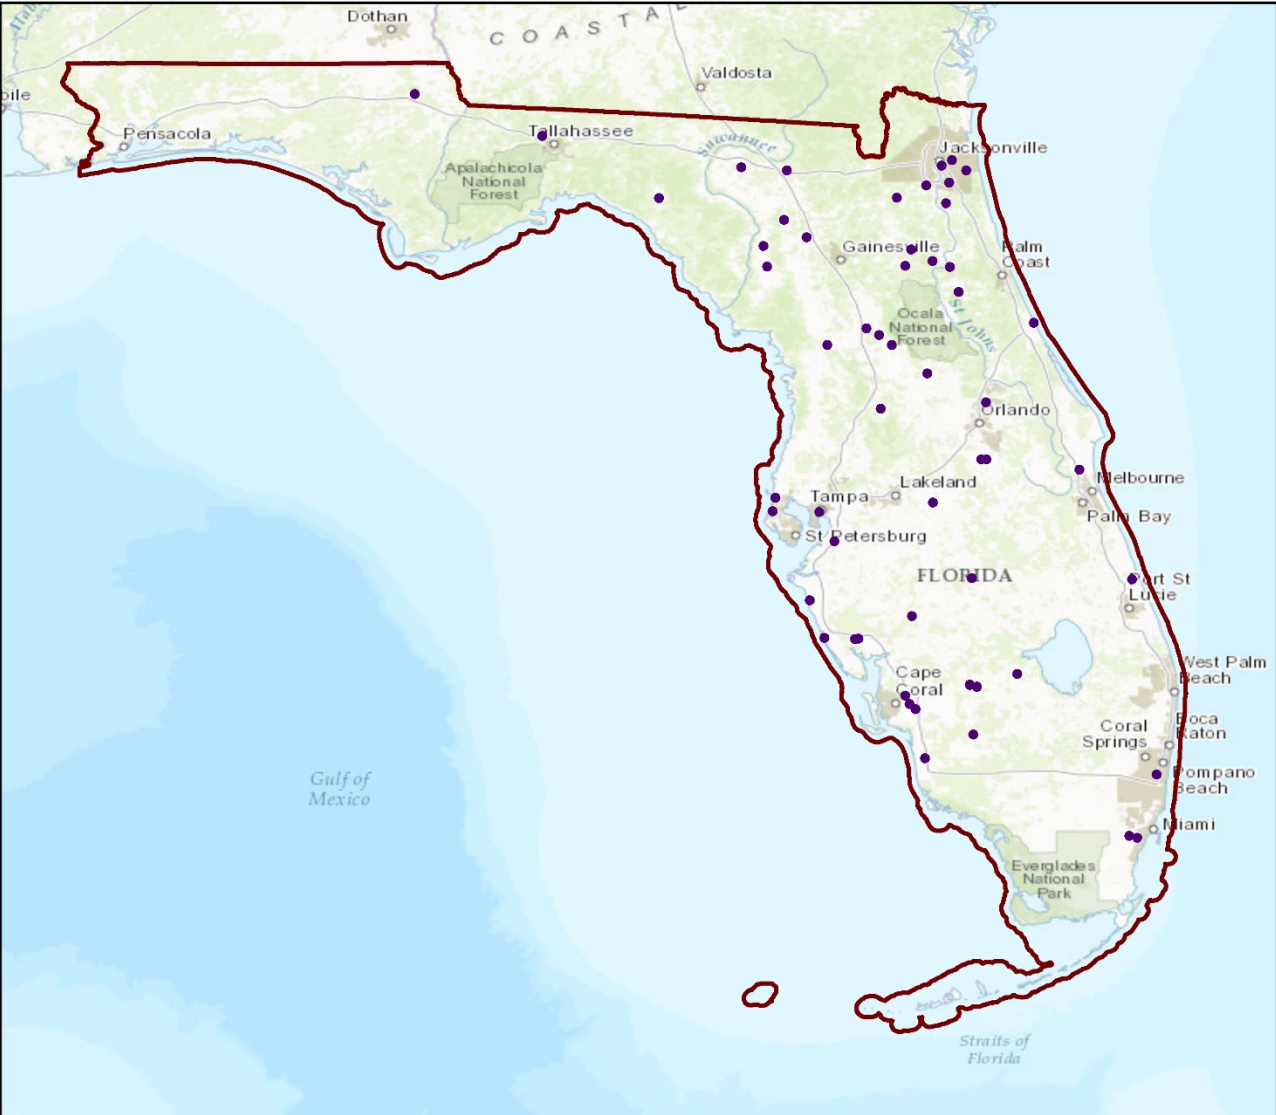 Dothan
COASTAL
Valdosta
bile
Pensacola
Tallahassee
Suwannee
Jacksonville
Apalachicola
National
Forest
Gainesville
Palm
Coast
Ocala
National
Forest
St Johns
Orlando
Tampa
Lakeland
Melbourne
Palm Bay
St Petersburg
FLORIDA
Port St
Lucie
West Palm
Beach
Cape
Coral
Boca
Raton
Coral
Springs
Pompano
Beach
Gulf of
Mexico
Miami
Everglades
National
Park
Straits of
Florida